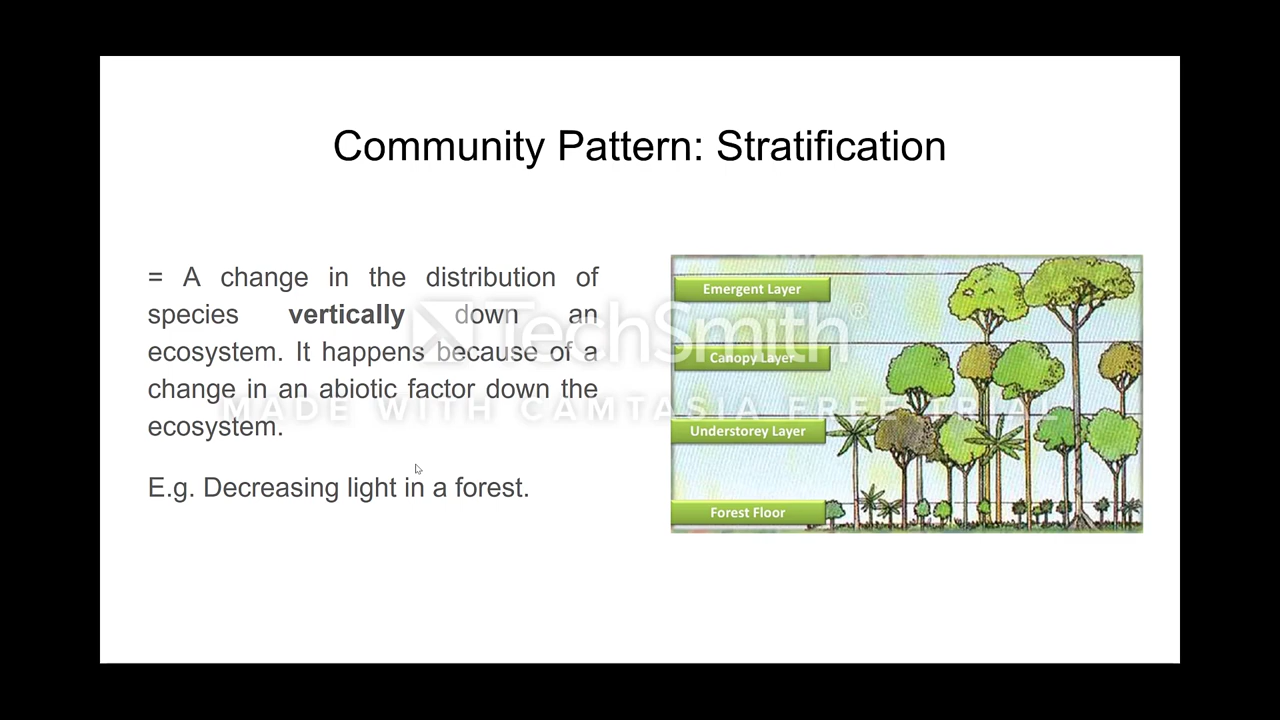 Community Pattern: Stratification
= A change in the distribution of
species vertically down an
ecosystem. It happens because of a
change in an abiotic factor down the
ecosystem.
E.g. Decreasing light in a forest.
Emergent Layer
Canopy Layer
Understorey Layer
Forest Floor
TechSmith®
MADE WITH CAMTASIA FREE TRIAL